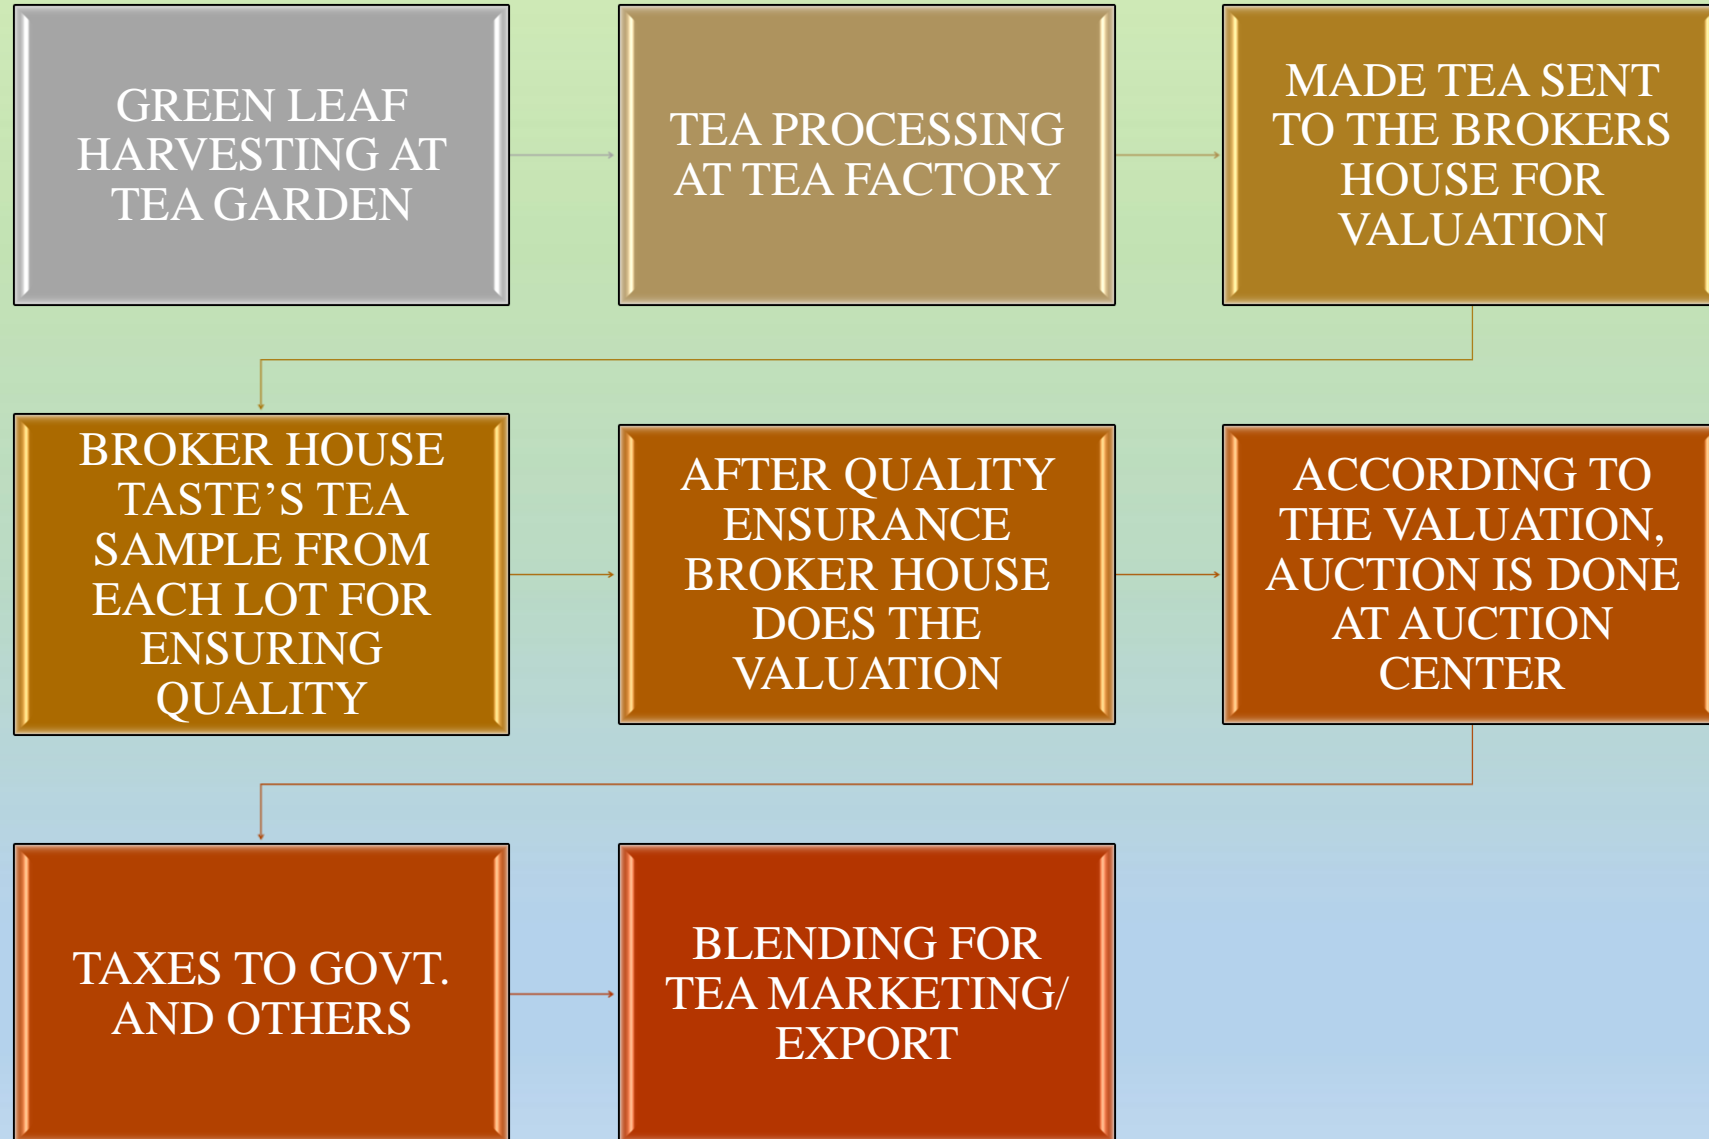 GREEN LEAF
HARVESTING AT
TEA GARDEN
TEA PROCESSING
AT TEA FACTORY
MADE TEA SENT
TO THE BROKERS
HOUSE FOR
VALUATION
BROKER HOUSE
TASTE’S TEA
SAMPLE FROM
EACH LOT FOR
ENSURING
QUALITY
AFTER QUALITY
ENSURANCE
BROKER HOUSE
DOES THE
VALUATION
ACCORDING TO
THE VALUATION,
AUCTION IS DONE
AT AUCTION
CENTER
TAXES TO GOVT.
AND OTHERS
BLENDING FOR
TEA MARKETING/
EXPORT